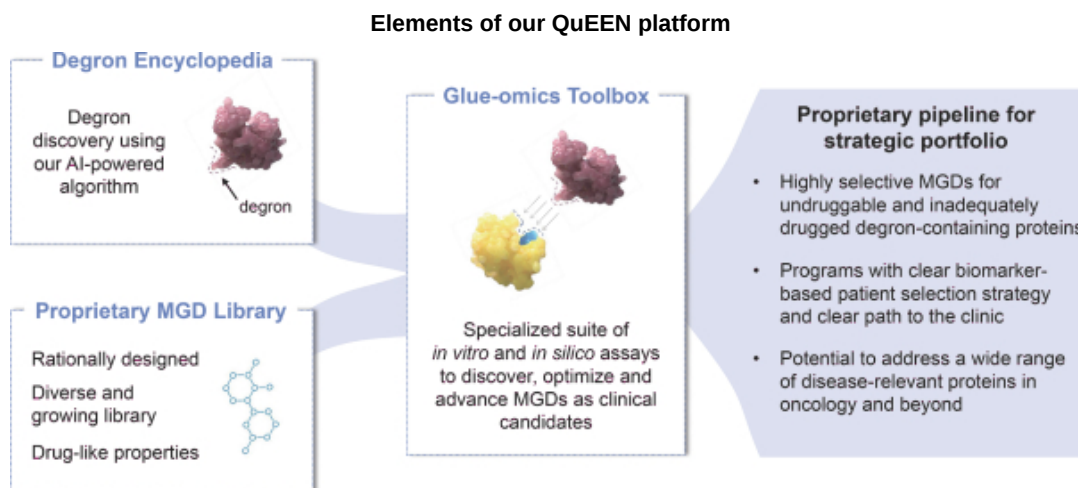 Elements of our QuEEN platform
Degron Encyclopedia
Degron
discovery using
our AI-powered
algorithm
degron
Proprietary MGD Library
Rationally designed
Diverse and
growing library
Drug-like properties
Glue-omics Toolbox
Specialized suite of
in vitro and in silico assays
to discover, optimize and
advance MGDs as clinical
candidates
Proprietary pipeline for
strategic portfolio
• Highly selective MGDs for
undruggable and inadequately
drugged degron-containing proteins
• Programs with clear biomarker-
based patient selection strategy
and clear path to the clinic
• Potential to address a wide range
of disease-relevant proteins in
oncology and beyond